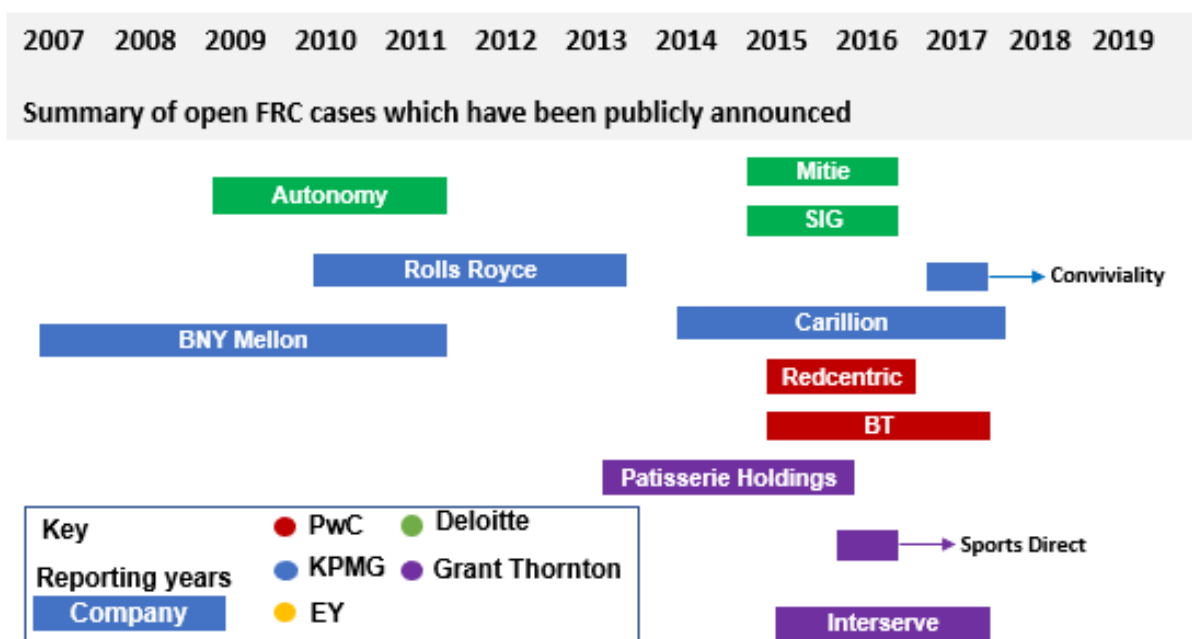 2007 2008 2009 2010 2011 2012 2013 2014 2015 2016 2017 2018 2019
Summary of open FRC cases which have been publicly announced
Mitie
Autonomy
SIG
Rolls Royce
Conviviality
Carillion
BNY Mellon
Redcentric
BT
Patisserie Holdings
Key
PwC
Deolitte
Sports Direct
Reporting years
KPMG
Grant Thornton
Company
EY
Interserve